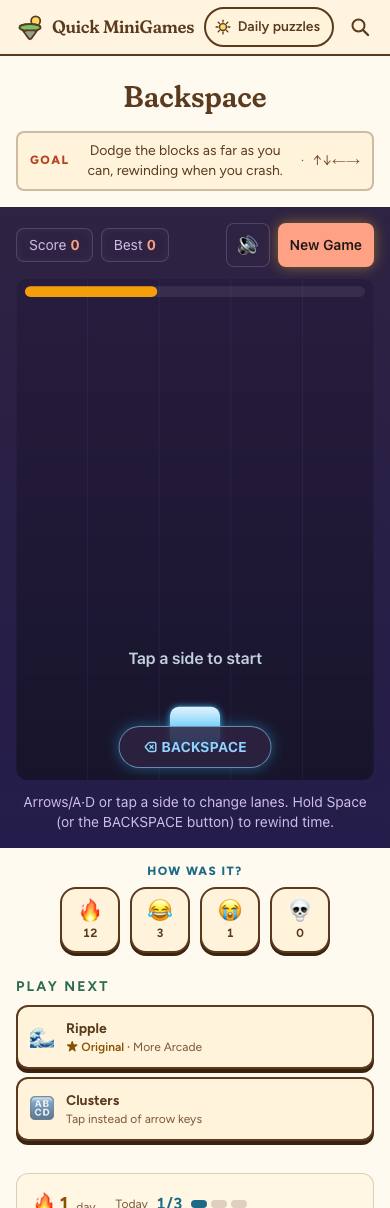 Quick MiniGames
Daily puzzles
Backspace
GOAL
Dodge the blocks as far as you
can, rewinding when you crash.
· ↑↓←→
Score 0
Best 0
New Game
Tap a side to start
BACKSPACE
Arrows/A·D or tap a side to change lanes. Hold Space
(or the BACKSPACE button) to rewind time.
HOW WAS IT?
12
3
1
0
PLAY NEXT
Ripple
★ Original · More Arcade
ABCD
Clusters
Tap instead of arrow keys
1 day
Today 1/3